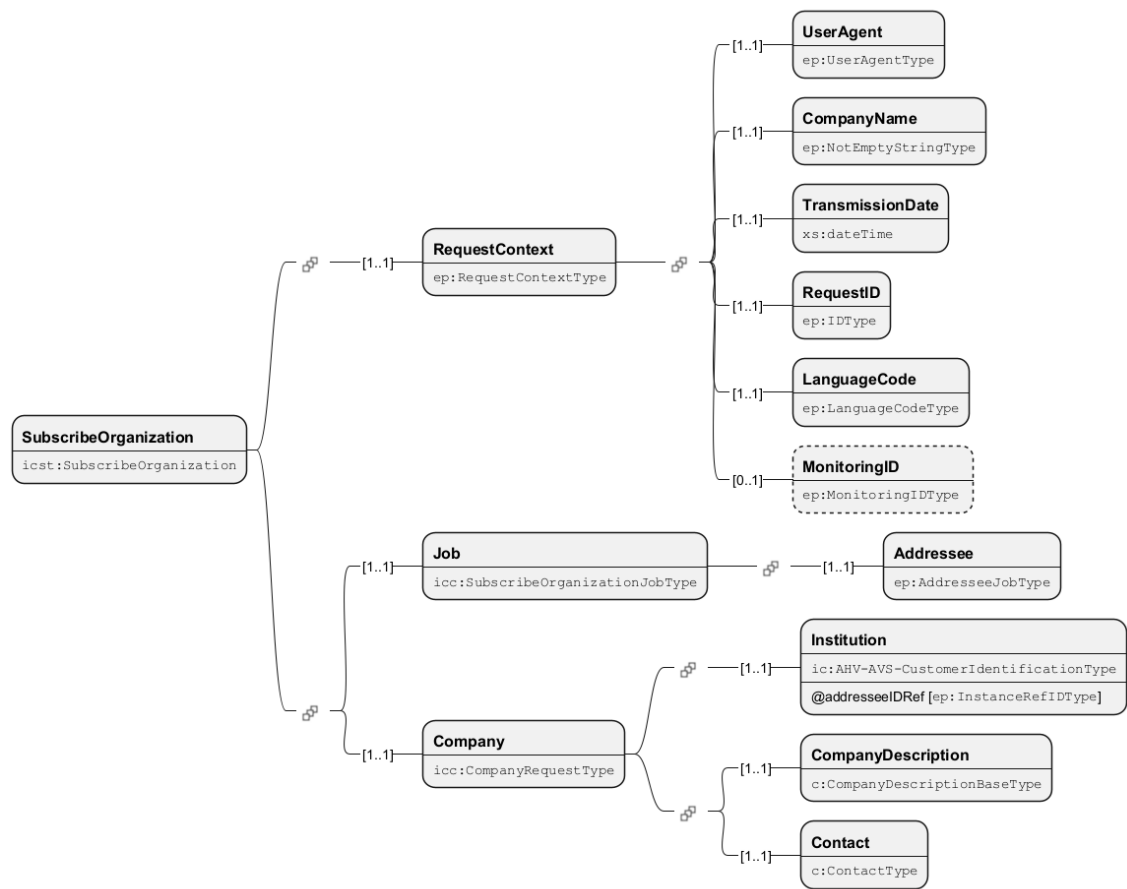 [1..1]
UserAgent
ep:UserAgentType
[1..1]
CompanyName
ep:NotEmptyStringType
[1..1]
TransmissionDate
xs:dateTime
[1..1]
RequestContext
ep:RequestContextType
[1..1]
RequestID
ep:IDType
[1..1]
LanguageCode
ep:LanguageCodeType
SubscribeOrganization
icst:SubscribeOrganization
[0..1]
MonitoringID
ep:MonitoringIDType
[1..1]
Job
icc:SubscribeOrganizationJobType
[1..1]
Addressee
ep:AddresseeJobType
[1..1]
Institution
ic:AHV-AVS-CustomerIdentificationType
@addresseeIDRef [ep:InstanceRefIDType]
[1..1]
Company
icc:CompanyRequestType
[1..1]
CompanyDescription
c:CompanyDescriptionBaseType
[1..1]
Contact
c:ContactType